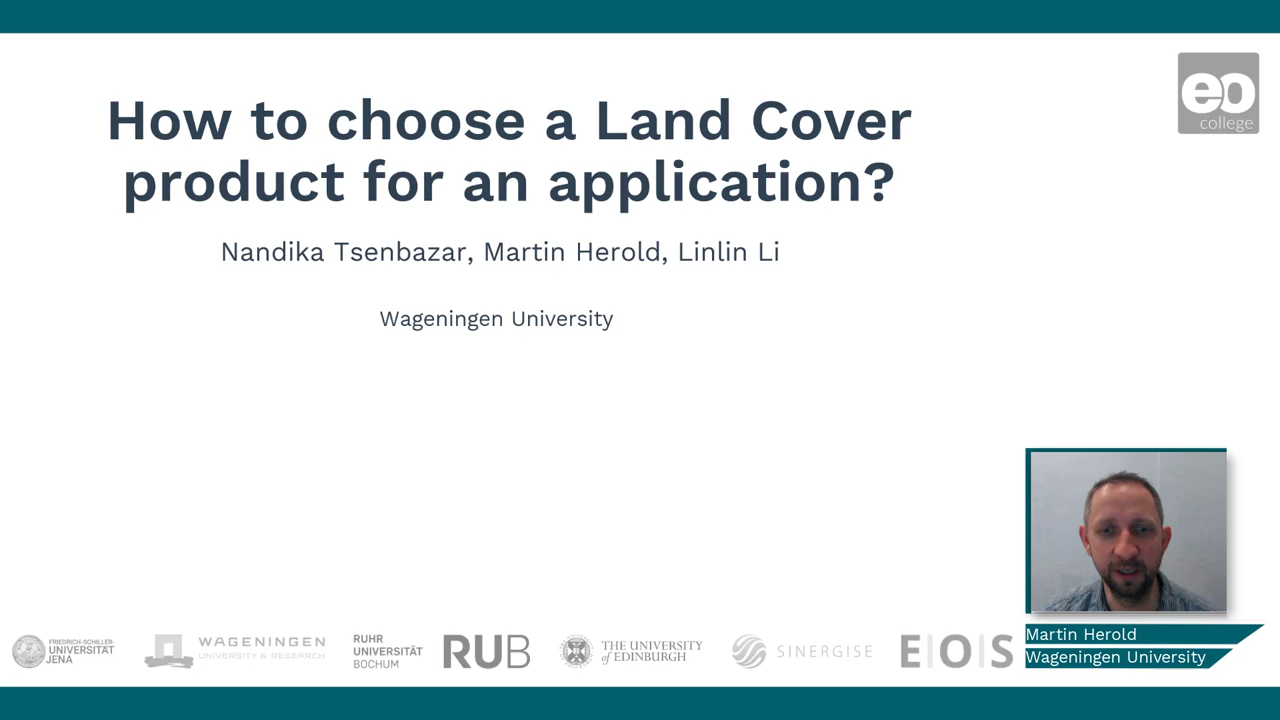 eo
college
How to choose a Land Cover
product for an application?
Nandika Tsenbazar, Martin Herold, Linlin Li
Wageningen University
FRIEDRICH-SCHILLER-
UNIVERSITÄT
JENA
WAGENINGEN
UNIVERSITY & RESEARCH
RUHR
UNIVERSITÄT
BOCHUM
RUB
THE UNIVERSITY
of EDINBURGH
SINERGISE
E|O|S
Martin Herold
Wageningen University